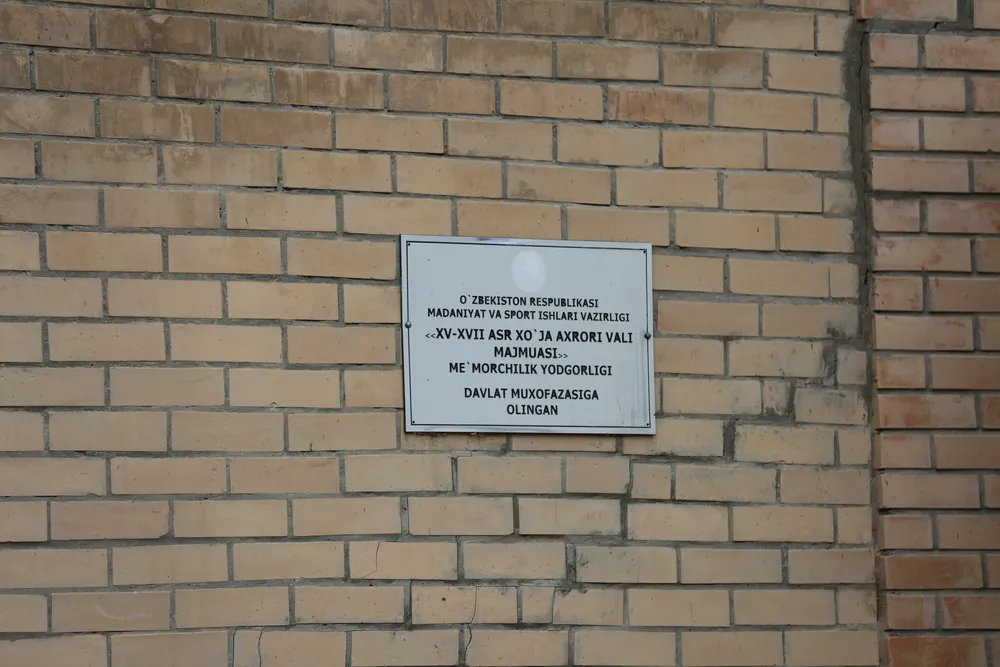 O`ZBEKISTON RESPUBLIKASI
MADANIYAT VA SPORT ISHLARI VAZIRLIGI
<<XV-XVII ASR XO`JA AXRORI VALI
MAJMUASI>>
ME`MORCHILIK YODGORLIGI
DAVLAT MUXOFAZASIGA
OLINGAN